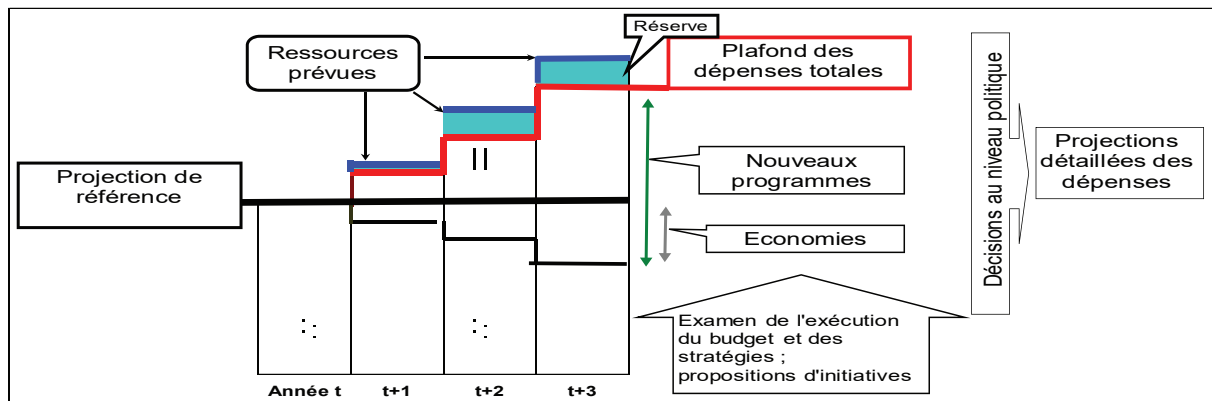 Réserve
Ressources
prévues
Plafond des
dépenses totales
Projection de
référence
Nouveaux
programmes
Economies
Décisions au niveau politique
Projections
détaillées des
dépenses
Examen de l'exécution
du budget et des
stratégies ;
propositions d'initiatives
Année t
t+1
t+2
t+3